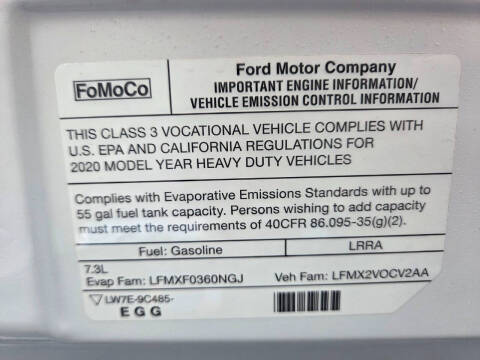 FoMoCo
Ford Motor Company
IMPORTANT ENGINE INFORMATION/
VEHICLE EMISSION CONTROL INFORMATION
THIS CLASS 3 VOCATIONAL VEHICLE COMPLIES WITH
U.S. EPA AND CALIFORNIA REGULATIONS FOR
2020 MODEL YEAR HEAVY DUTY VEHICLES
Complies with Evaporative Emissions Standards with up to
55 gal fuel tank capacity. Persons wishing to add capacity
must meet the requirements of 40CFR 86.095-35(g)(2).
Fuel: Gasoline LRRA
7.3L
Evap Fam: LFMXF0360NGJ Veh Fam: LFMX2VOCV2AA
LW7E-9C485-
EGG